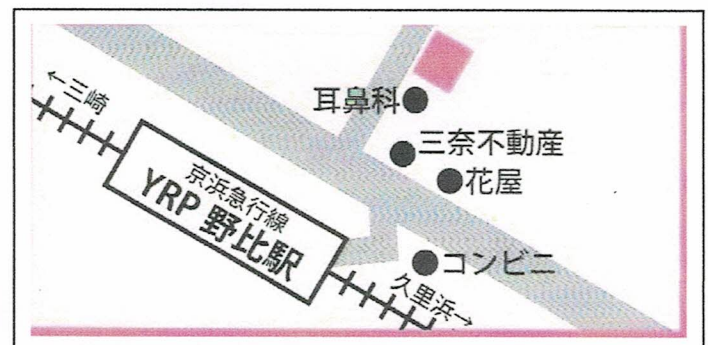 ←三崎
耳鼻科
三奈不動産
花屋
京浜急行線
YRP 野比駅
コンビニ
久里浜→